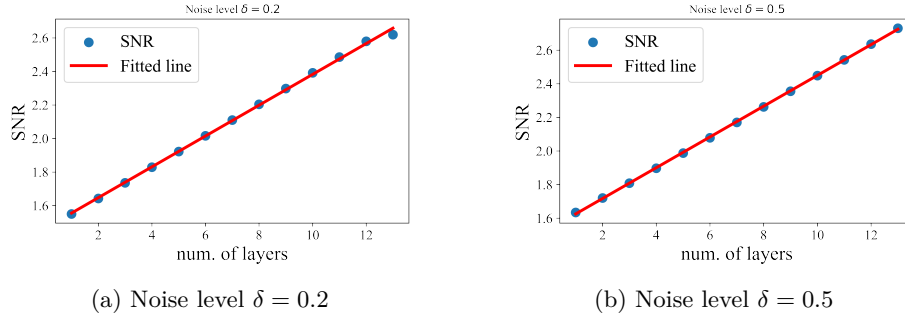 Noise level δ = 0.2
SNR
Fitted line
2.6
2.4
2.2
2.0
1.8
1.6
SNR
2 4 6 8 10 12
num. of layers
(a) Noise level δ = 0.2
Noise level δ = 0.5
SNR
Fitted line
2.6
2.4
2.2
2.0
1.8
1.6
SNR
2 4 6 8 10 12
num. of layers
(b) Noise level δ = 0.5